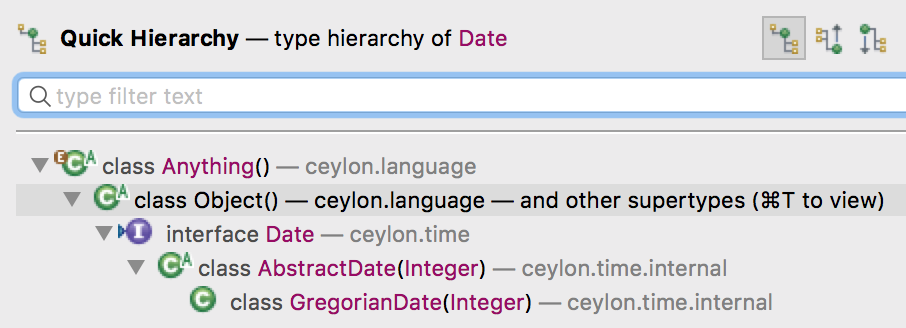 Quick Hierarchy — type hierarchy of Date
type filter text
class Anything() — ceylon.language
class Object() — ceylon.language — and other supertypes (⌘T to view)
interface Date — ceylon.time
class AbstractDate(Integer) — ceylon.time.internal
class GregorianDate(Integer) — ceylon.time.internal